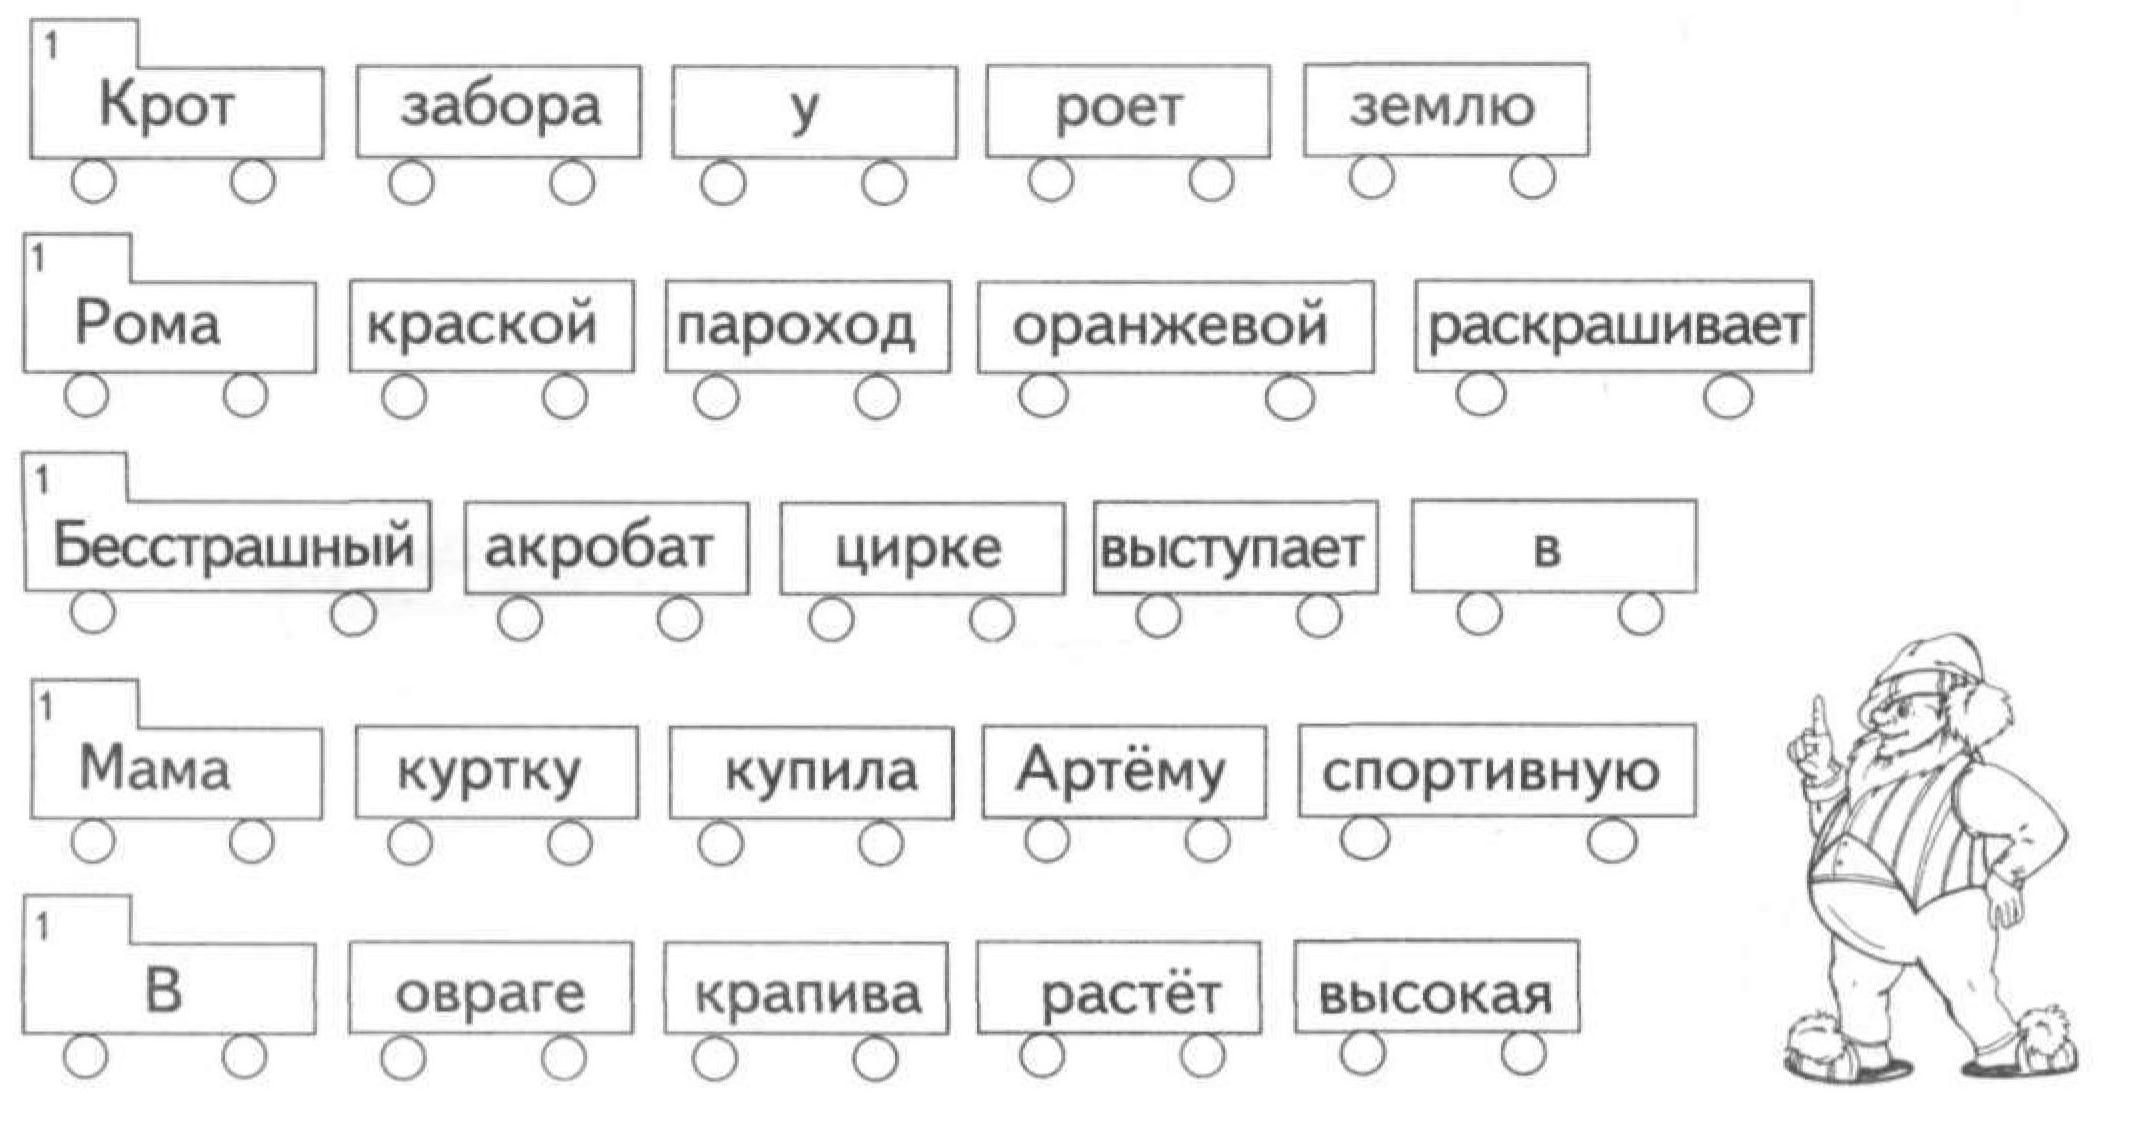 1
Крот забора у роет землю
1
Рома краской пароход оранжевой раскрашивает
1
Бесстрашный акробат цирке выступает в
1
Мама куртку купила Артёму спортивную
1
В овраге крапива растёт высокая